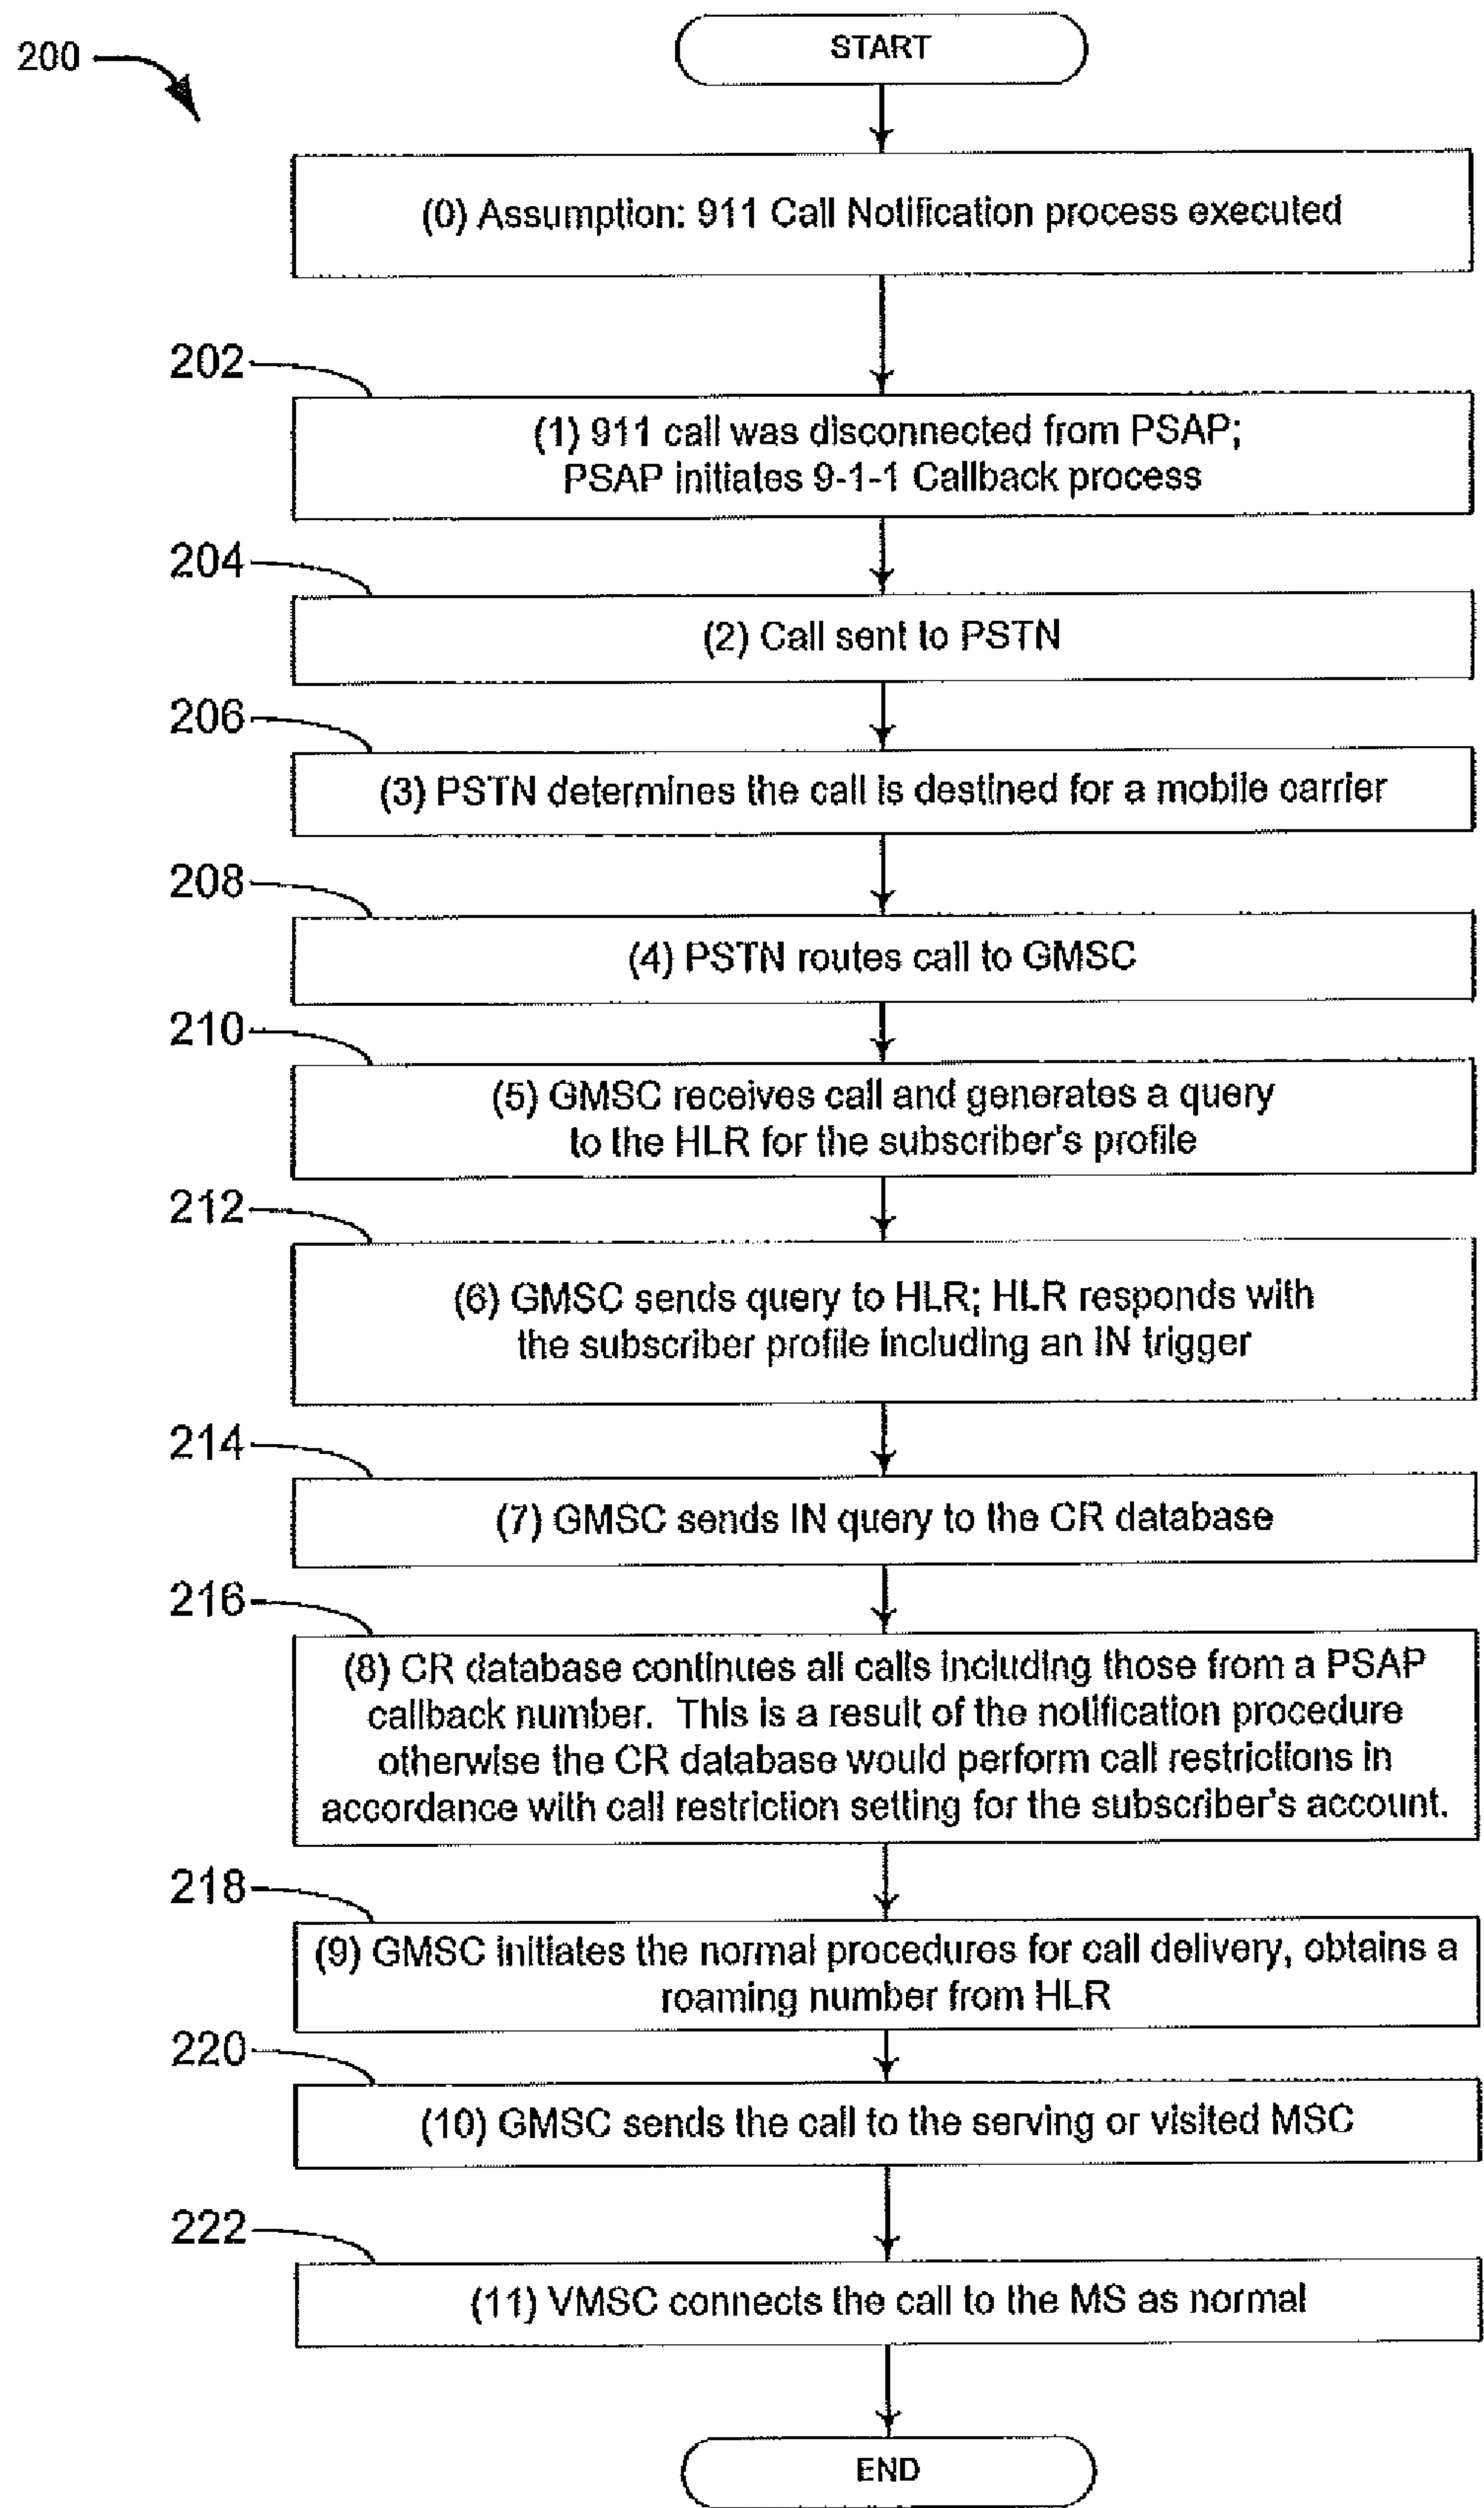 200
START
(0) Assumption: 911 Call Notification process executed
202
(1) 911 call was disconnected from PSAP;
PSAP initiates 9-1-1 Callback process
204
(2) Call sent to PSTN
206
(3) PSTN determines the call is destined for a mobile carrier
208
(4) PSTN routes call to GMSC
210
(5) GMSC receives call and generates a query
to the HLR for the subscriber's profile
212
(6) GMSC sends query to HLR; HLR responds with
the subscriber profile including an IN trigger
214
(7) GMSC sends IN query to the CR database
216
(8) CR database continues all calls including those from a PSAP
callback number. This is a result of the notification procedure
otherwise the CR database would perform call restrictions in
accordance with call restriction setting for the subscriber's account.
218
(9) GMSC initiates the normal procedures for call delivery, obtains a
roaming number from HLR
220
(10) GMSC sends the call to the serving or visited MSC
222
(11) VMSC connects the call to the MS as normal
END